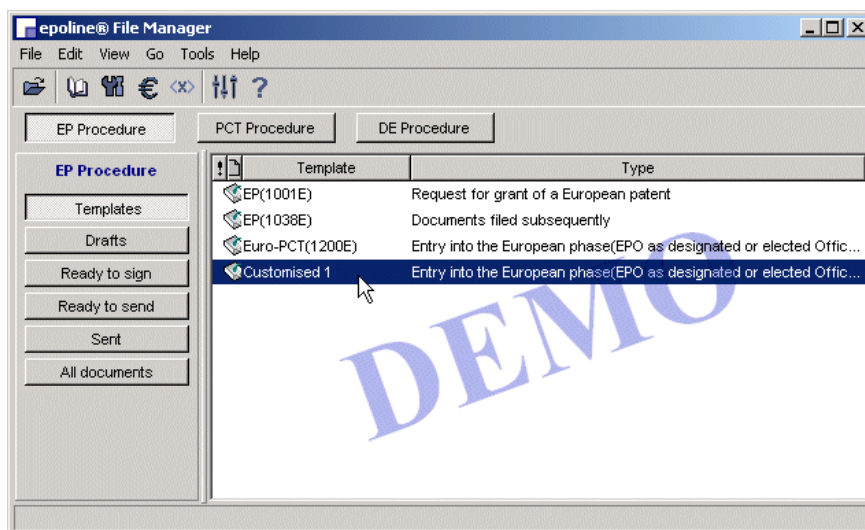 epoline® File Manager
File Edit View Go Tools Help
EP Procedure PCT Procedure DE Procedure
EP Procedure
Templates
Drafts
Ready to sign
Ready to send
Sent
All documents
! Template Type
EP(1001E) Request for grant of a European patent
EP(1038E) Documents filed subsequently
Euro-PCT(1200E) Entry into the European phase(EPO as designated or elected Offic...
Customised 1 Entry into the European phase(EPO as designated or elected Offic...
DEMO